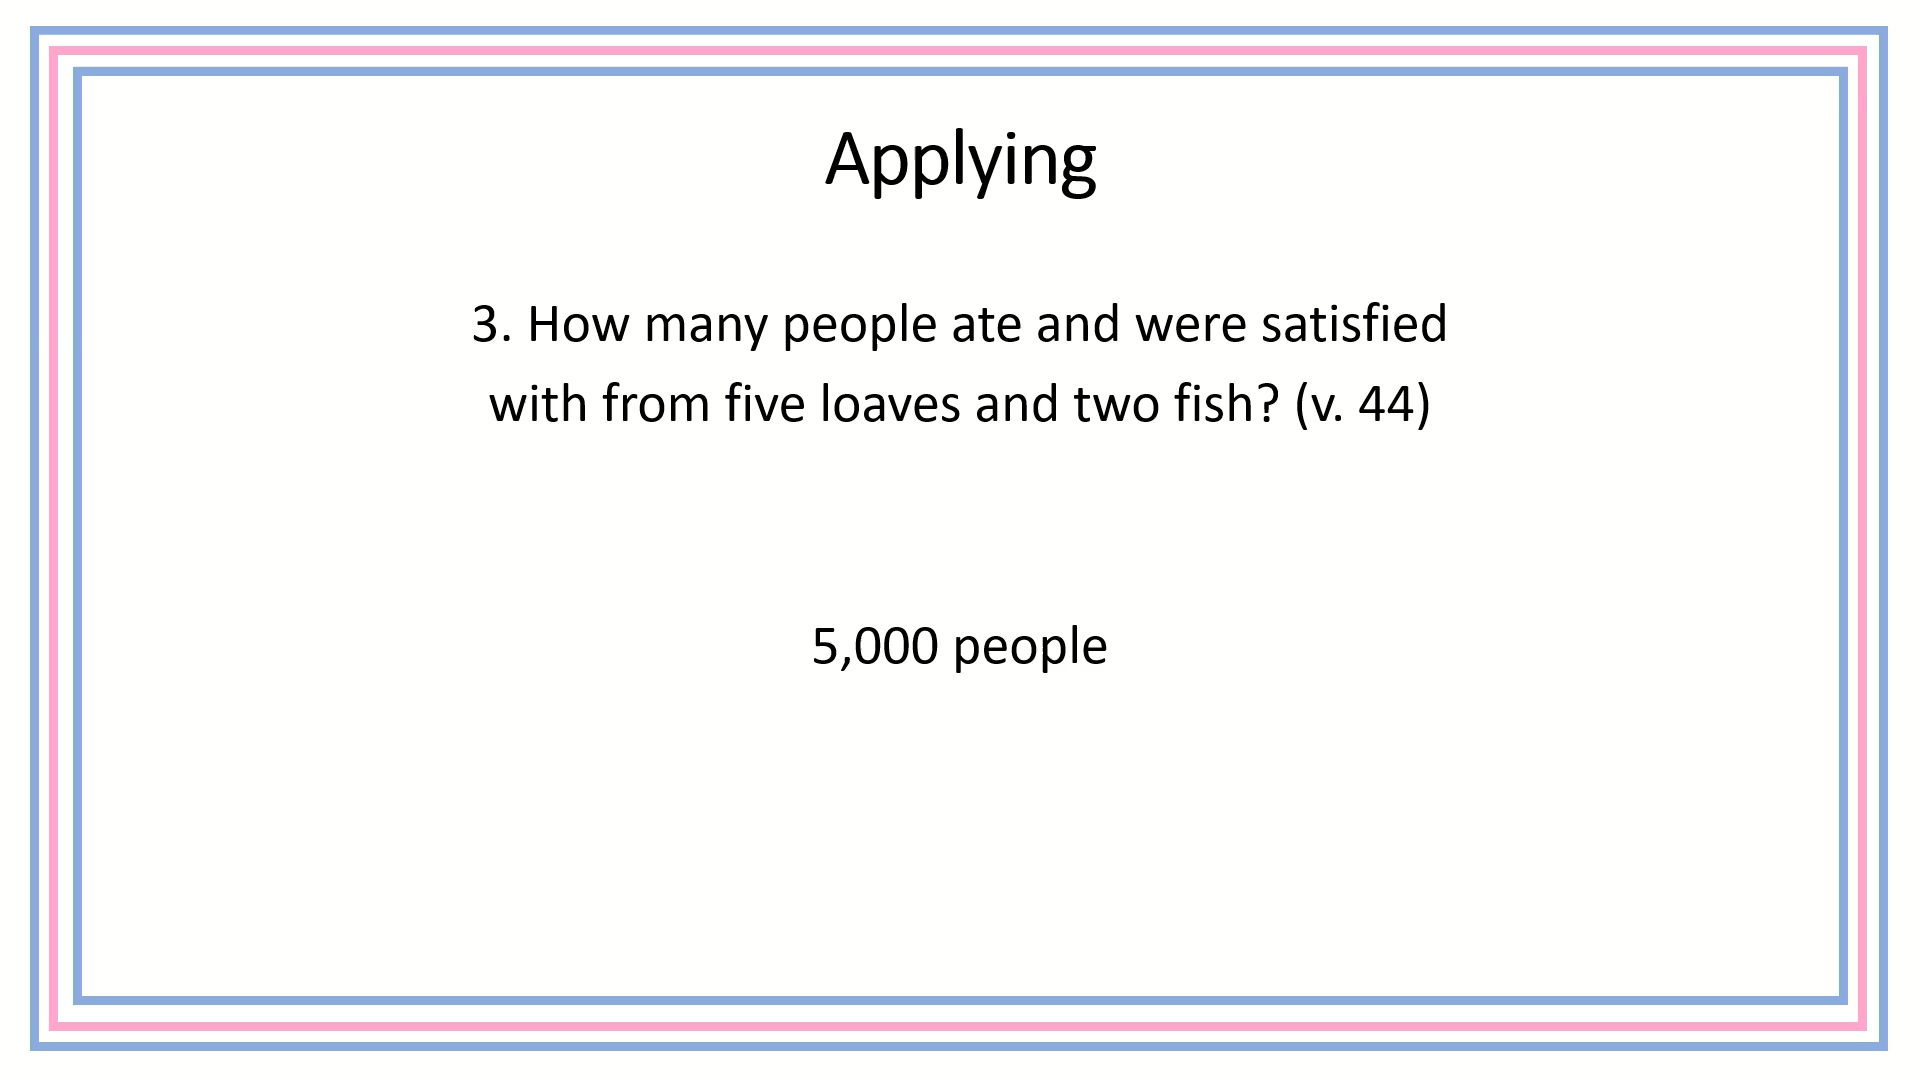 Applying
3. How many people ate and were satisfied
with from five loaves and two fish? (v. 44)
5,000 people